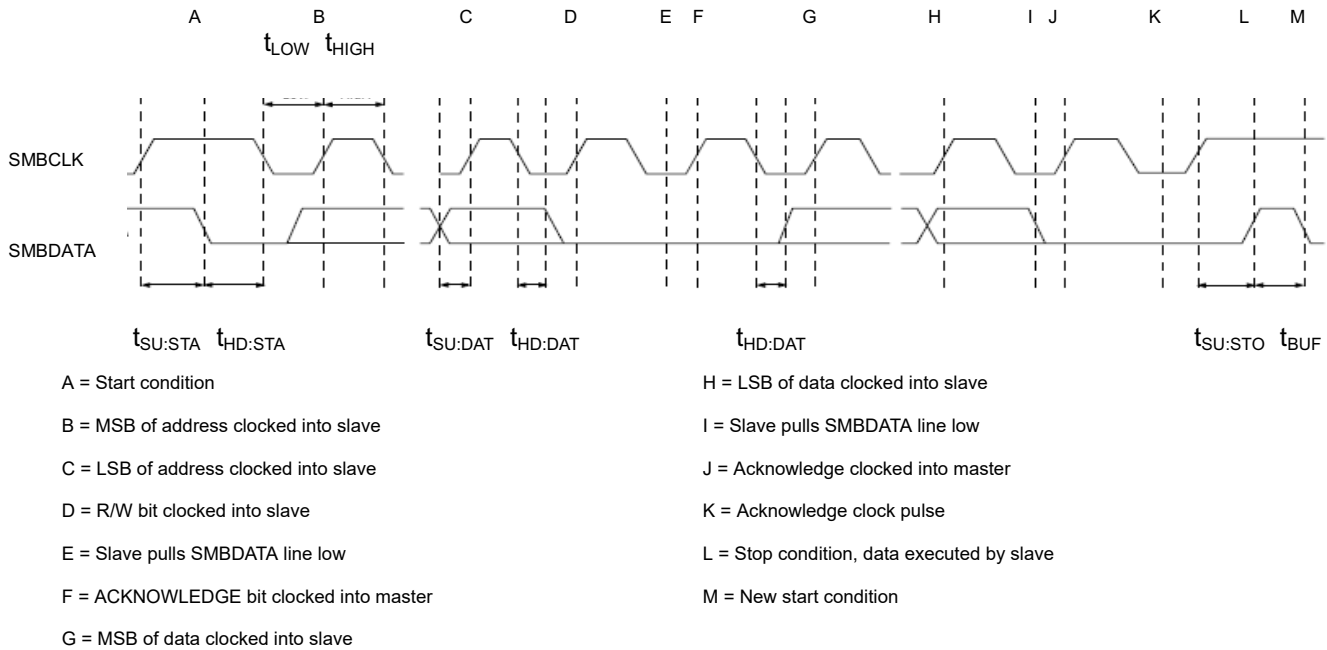 A B C D E F G H I J K L M
tLOW tHIGH
SMBCLK
SMBDATA
tSU:STA tHD:STA tSU:DAT tHD:DAT tHD:DAT tSU:STO tBUF
A = Start condition
B = MSB of address clocked into slave
C = LSB of address clocked into slave
D = R/W bit clocked into slave
E = Slave pulls SMBDATA line low
F = ACKNOWLEDGE bit clocked into master
G = MSB of data clocked into slave
H = LSB of data clocked into slave
I = Slave pulls SMBDATA line low
J = Acknowledge clocked into master
K = Acknowledge clock pulse
L = Stop condition, data executed by slave
M = New start condition